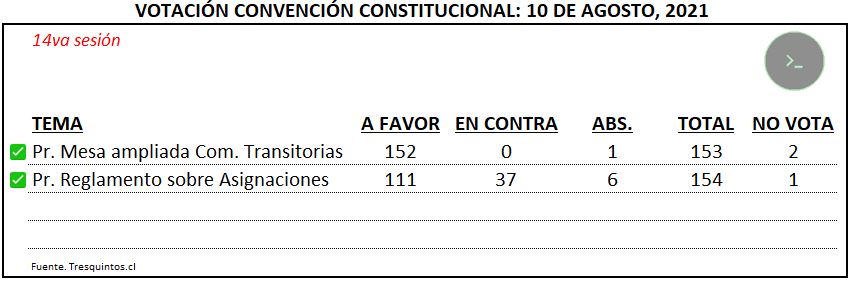 VOTACIÓN CONVENCIÓN CONSTITUCIONAL: 10 DE AGOSTO, 2021
14va sesión
>_
TEMA A FAVOR EN CONTRA ABS. TOTAL NO VOTA
Pr. Mesa ampliada Com. Transitorias 152 0 1 153 2
Pr. Reglamento sobre Asignaciones 111 37 6 154 1
Fuente. Tresquintos.cl